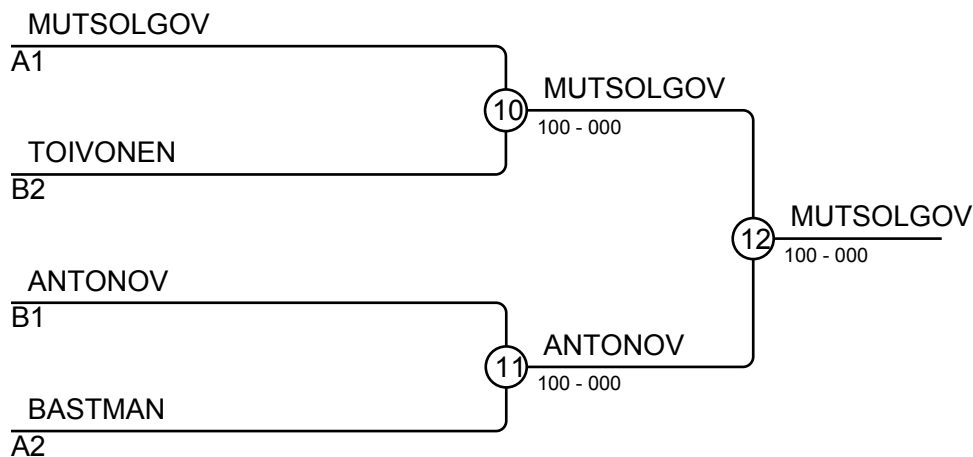 MUTSOLGOV
A1
10
MUTSOLGOV
100 - 000
TOIVONEN
B2
12
MUTSOLGOV
100 - 000
ANTONOV
B1
11
ANTONOV
100 - 000
BASTMAN
A2